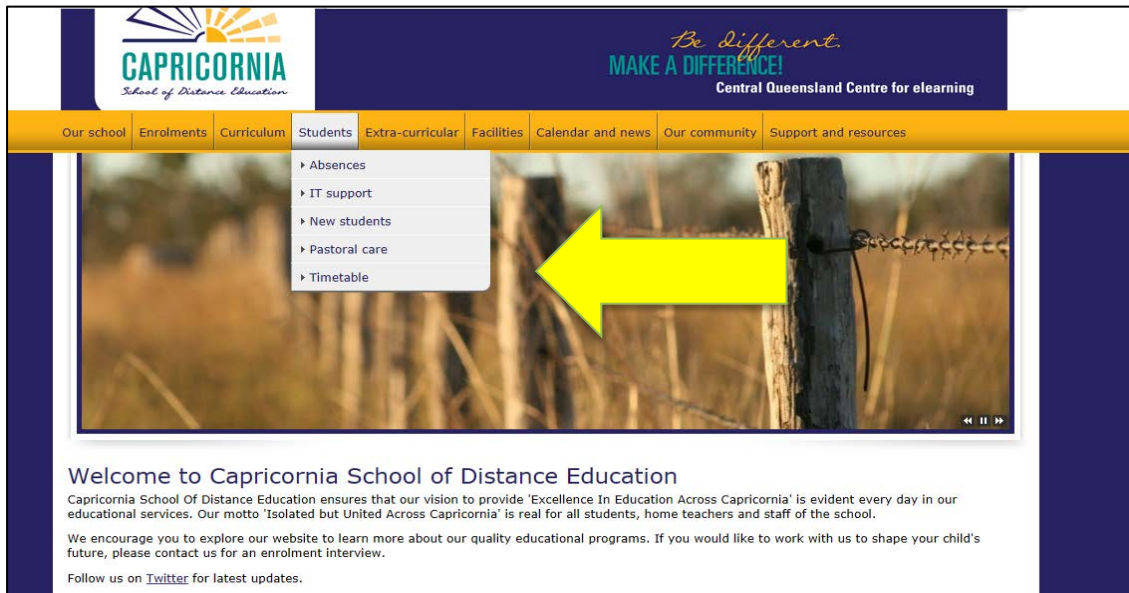 CAPRICORNIA
School of Distance Education
Be different.
MAKE A DIFFERENCE!
Central Queensland Centre for elearning
Our school Enrolments Curriculum Students Extra-curricular Facilities Calendar and news Our community Support and resources
Absences
IT support
New students
Pastoral care
Timetable
Welcome to Capricornia School of Distance Education
Capricornia School Of Distance Education ensures that our vision to provide 'Excellence In Education Across Capricornia' is evident every day in our
educational services. Our motto 'Isolated but United Across Capricornia' is real for all students, home teachers and staff of the school.
We encourage you to explore our website to learn more about our quality educational programs. If you would like to work with us to shape your child's
future, please contact us for an enrolment interview.
Follow us on Twitter for latest updates.